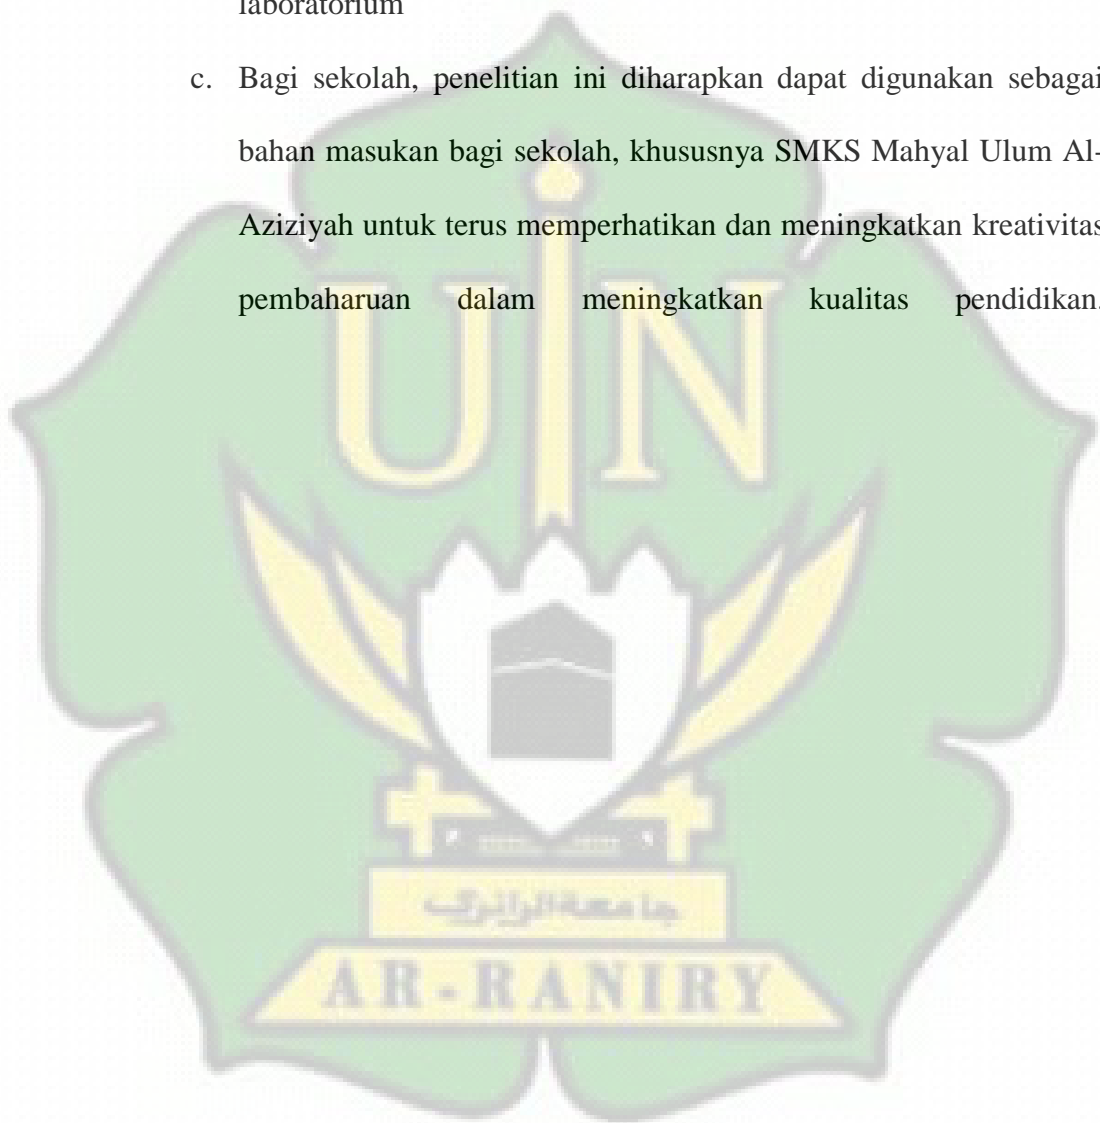 laboratorium
c. Bagi sekolah, penelitian ini diharapkan dapat digunakan sebagai
bahan masukan bagi sekolah, khususnya SMKS Mahyal Ulum Al-
Aziziyah untuk terus memperhatikan dan meningkatkan kreativitas
pembaharuan dalam meningkatkan kualitas pendidikan.
UIN
جامعة الرانري
AR-RANIRY